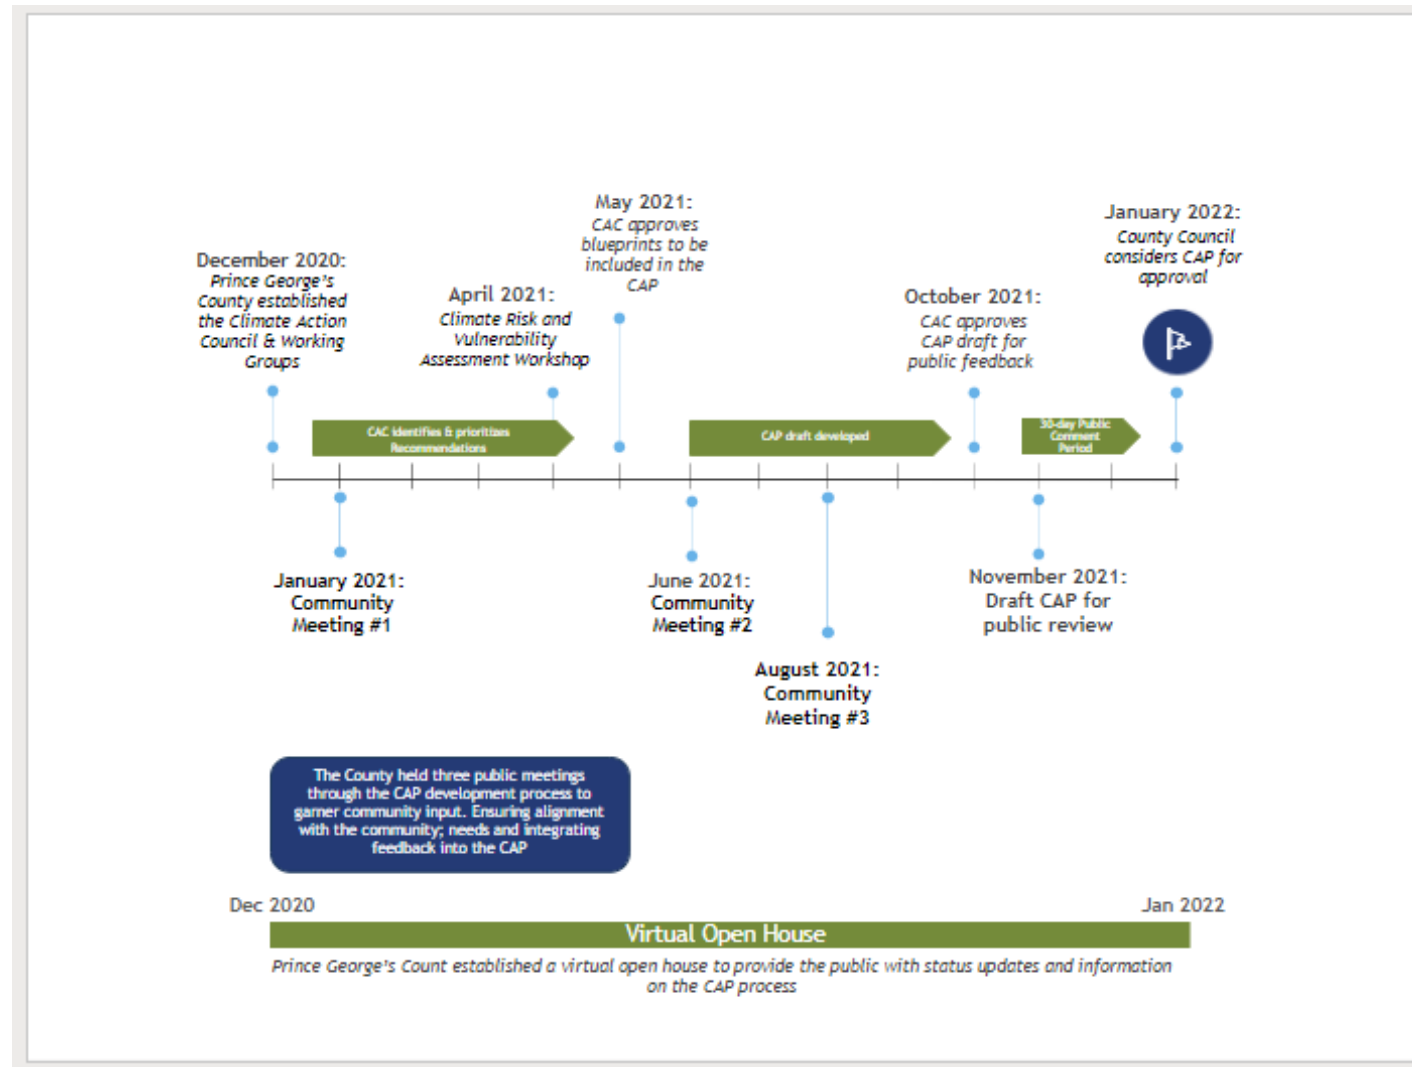 May 2021:
CAC approves
blueprints to be
included in the
CAP
January 2022:
County Council
considers CAP for
approval
December 2020:
Prince George's
County established
the Climate Action
Council & Working
Groups
April 2021:
Climate Risk and
Vulnerability
Assessment Workshop
October 2021:
CAC approves
CAP draft for
public feedback
CAC identifies & prioritizes
Recommendations
CAP draft developed
30-day Public
Comment
Period
January 2021:
Community
Meeting #1
June 2021:
Community
Meeting #2
November 2021:
Draft CAP for
public review
August 2021:
Community
Meeting #3
The County held three public meetings
through the CAP development process to
garner community input. Ensuring alignment
with the community; needs and integrating
feedback into the CAP
Dec 2020
Jan 2022
Virtual Open House
Prince George's Count established a virtual open house to provide the public with status updates and information
on the CAP process